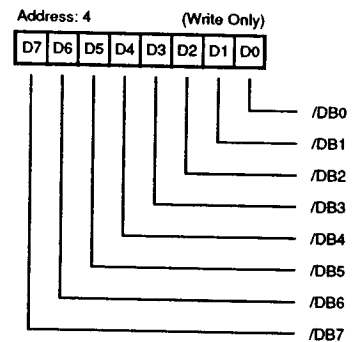 Address: 4 (Write Only)
D7 D6 D5 D4 D3 D2 D1 D0
/DB0
/DB1
/DB2
/DB3
/DB4
/DB5
/DB6
/DB7